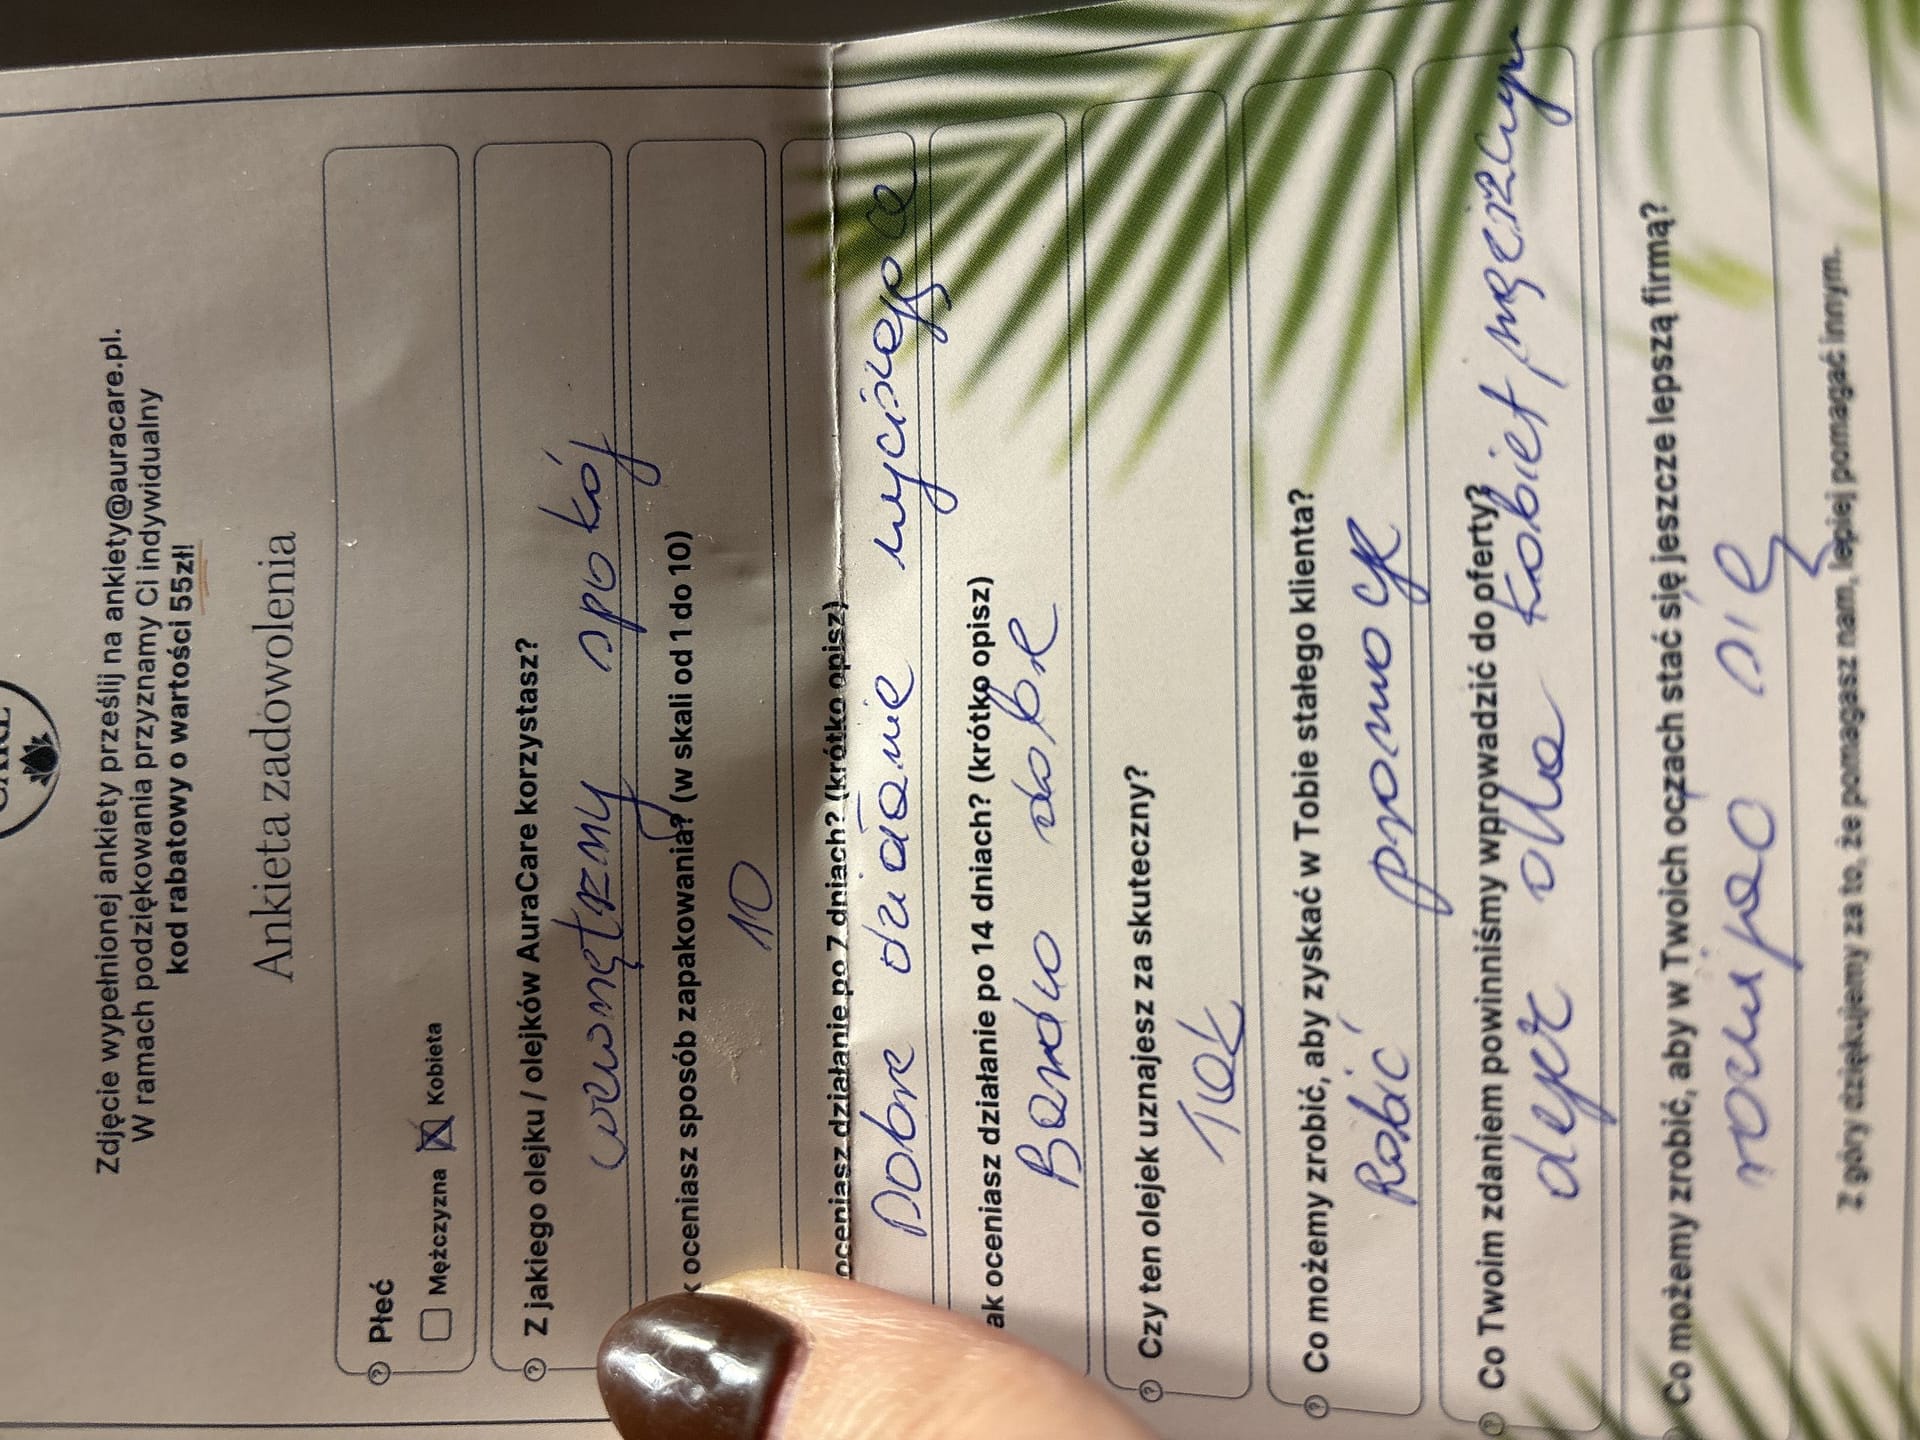 CARE
Zdjęcie wypełnionej ankiety prześlij na ankiety@auracare.pl.
W ramach podziękowania przyznamy Ci indywidualny
kod rabatowy o wartości 55zł!
Ankieta zadowolenia
Płeć
Mężczyzna Kobieta
Z jakiego olejku / olejków AuraCare korzystasz?
wewnętrzny spokój
oceniasz sposób zapakowania? (w skali od 1 do 10)
10
oceniasz działanie po 7 dniach? (krótko opisz)
Dobre działanie
ak oceniasz działanie po 14 dniach? (krótko opisz)
Bardzo dobre
Czy ten olejek uznajesz za skuteczny?
Tak
Co możemy zrobić, aby zyskać w Tobie stałego klienta?
Robić promocje
Co Twoim zdaniem powinniśmy wprowadzić do oferty?
dla kobiet
Co możemy zrobić, aby w Twoich oczach stać się jeszcze lepszą firmą?
się
Z góry dziękujemy za to, że pomagasz nam, lepiej pomagać innym.